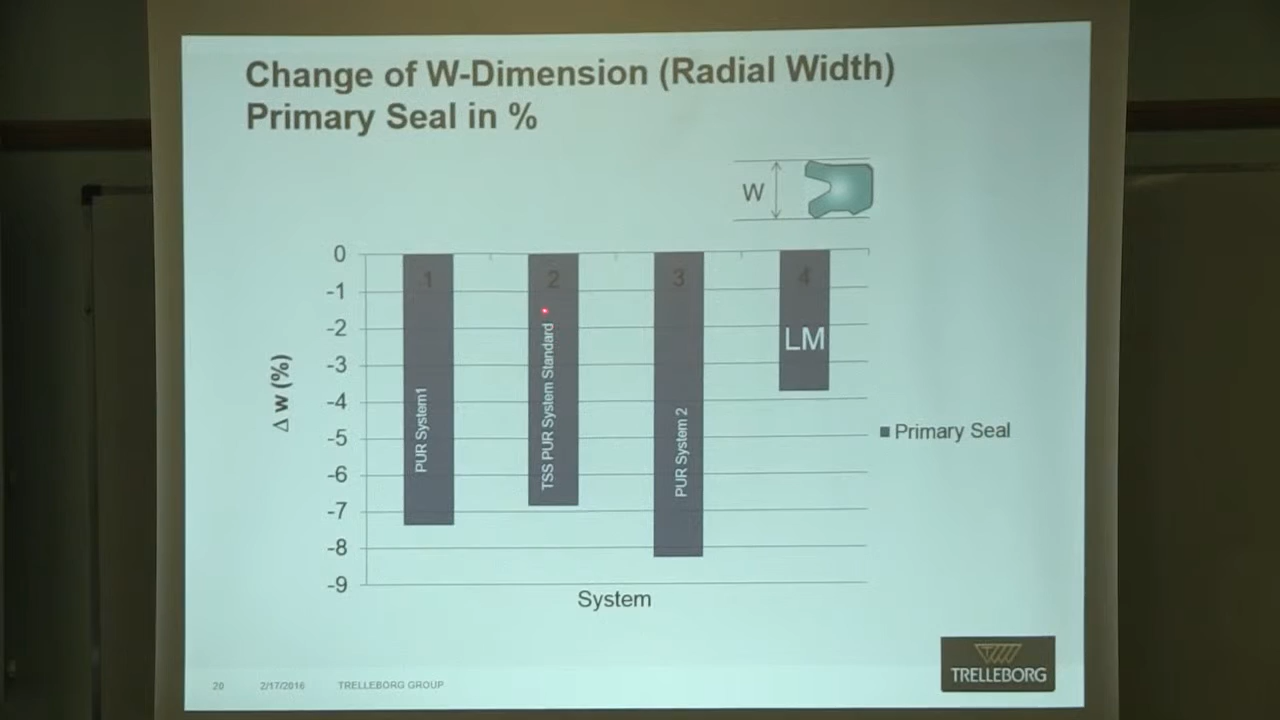 Change of W-Dimension (Radial Width)
Primary Seal in %
W
0
-1
-2
-3
-4
-5
-6
-7
-8
-9
Δ w (%)
1
2
3
4
PUR System1
TSS PUR System Standard
PUR System 2
LM
Primary Seal
System
20 2/17/2016 TRELLEBORG GROUP
TRELLEBORG